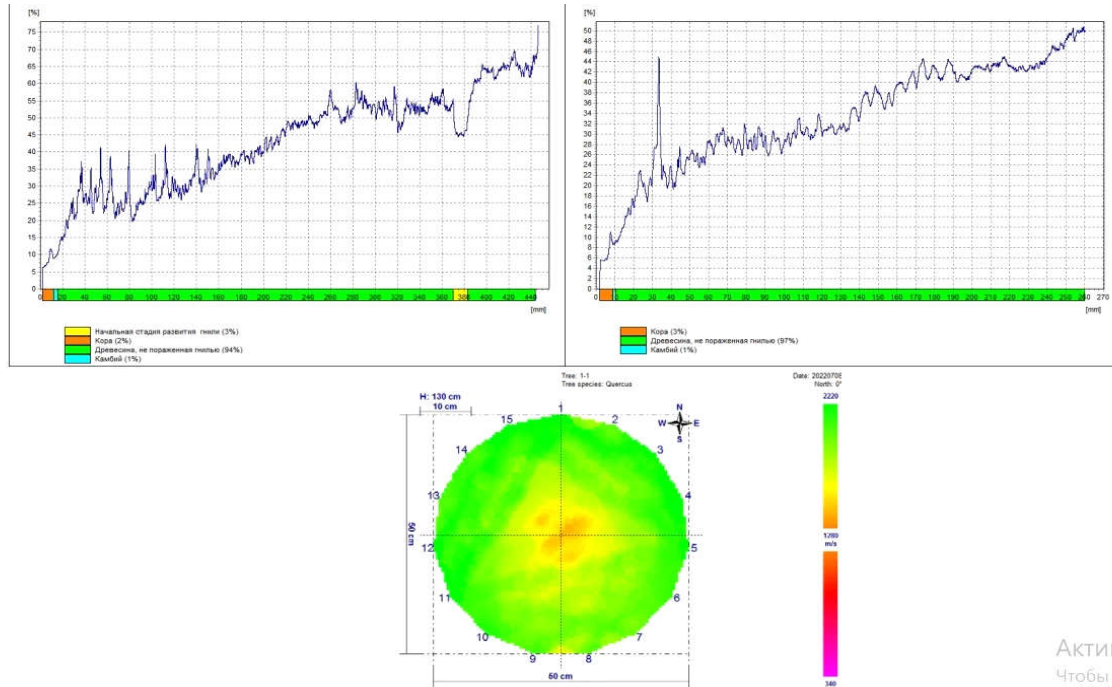 [%]
75
70
65
60
55
50
45
40
35
30
25
20
15
10
5
0
0 20 40 60 80 100 120 140 160 180 200 220 240 260 280 300 320 340 360 380 400 420 440
[mm]
Начальная стадия развития гнили (3%)
Кора (2%)
Древесина, не пораженная гнилью (94%)
Камбий (1%)
[%]
50
48
46
44
42
40
38
36
34
32
30
28
26
24
22
20
18
16
14
12
10
8
6
4
2
0
0 10 20 30 40 50 60 70 80 90 100 110 120 130 140 150 160 170 180 190 200 210 220 230 240 250 260 270
[mm]
Кора (3%)
Древесина, не пораженная гнилью (97%)
Камбий (1%)
Tree: 1-1
Tree species: Quercus
Date: 2022070
North: 0°
H: 130 cm
10 cm
N
W E
S
1
2
3
4
5
6
7
8
9
10
11
12
13
14
15
50 cm
50 cm
2220
1280
m/s
340
Акти
Чтобы